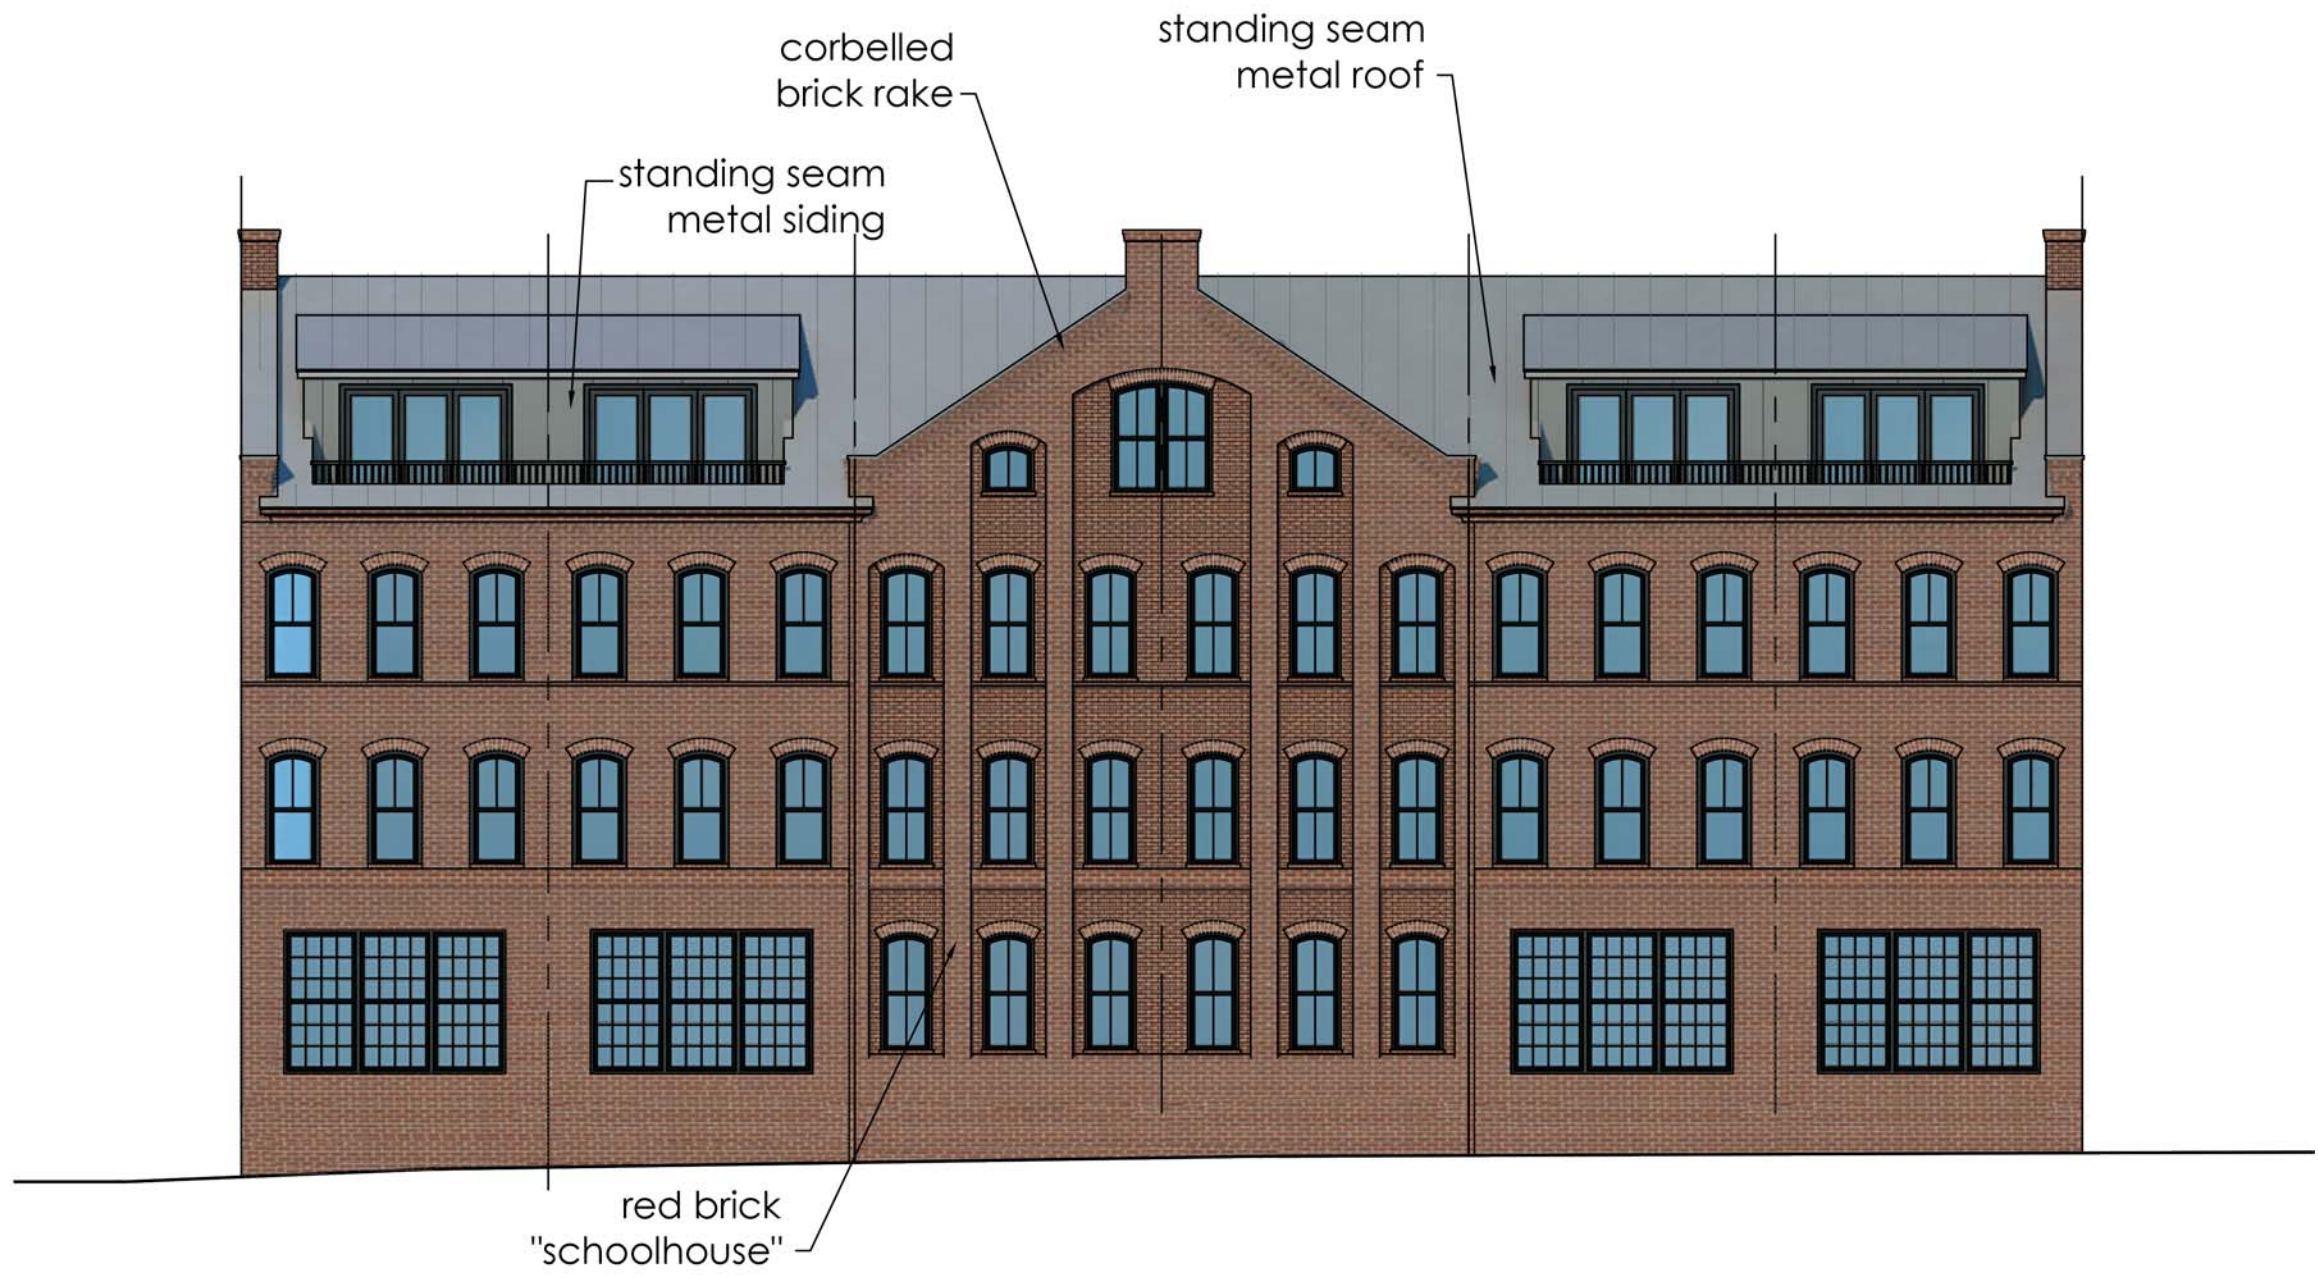 standing seam
metal roof
corbelled
brick rake
standing seam
metal siding
red brick
"schoolhouse"